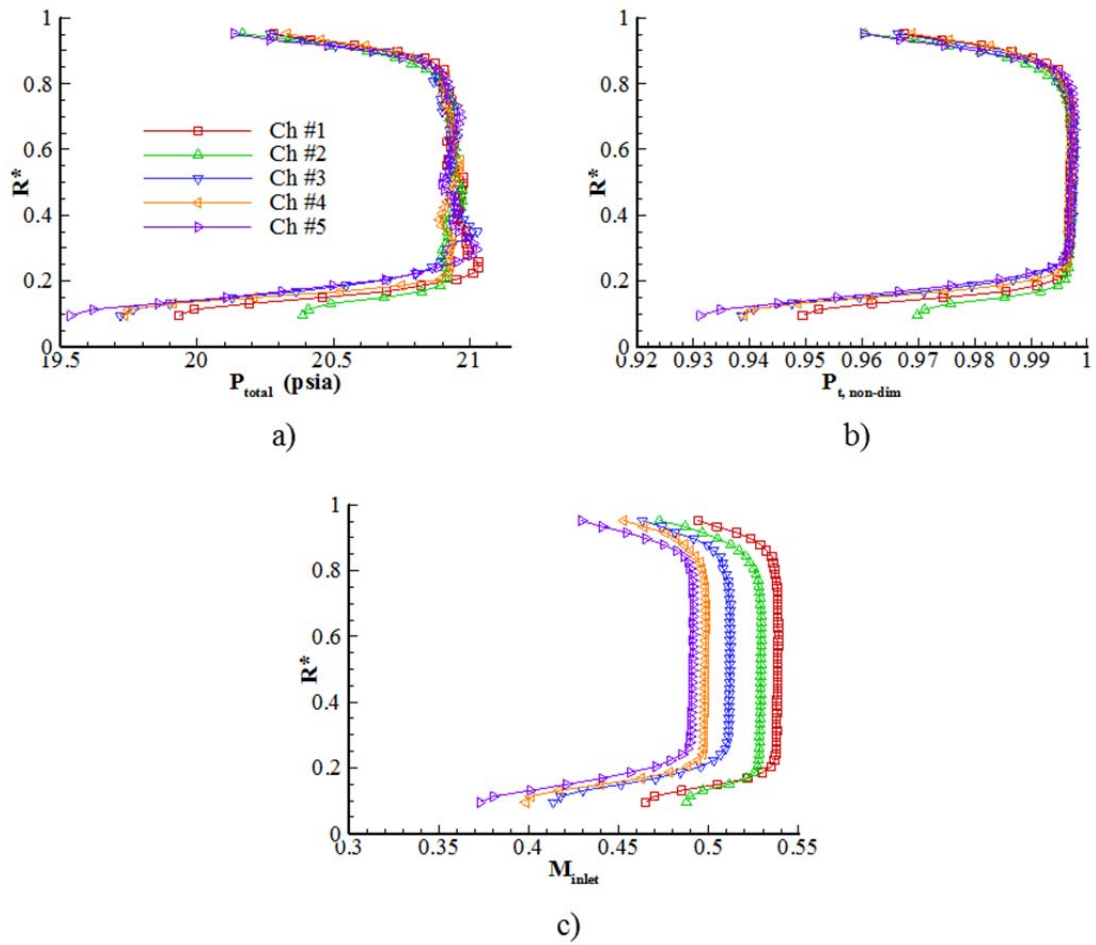 1
0.8
0.6
R*
0.4
0.2
0
19.5 20 20.5 21
P_total (psia)
Ch #1
Ch #2
Ch #3
Ch #4
Ch #5
a)
1
0.8
0.6
R*
0.4
0.2
0
0.92 0.93 0.94 0.95 0.96 0.97 0.98 0.99 1
P_t, non-dim
b)
1
0.8
0.6
R*
0.4
0.2
0
0.3 0.35 0.4 0.45 0.5 0.55
M_inlet
c)